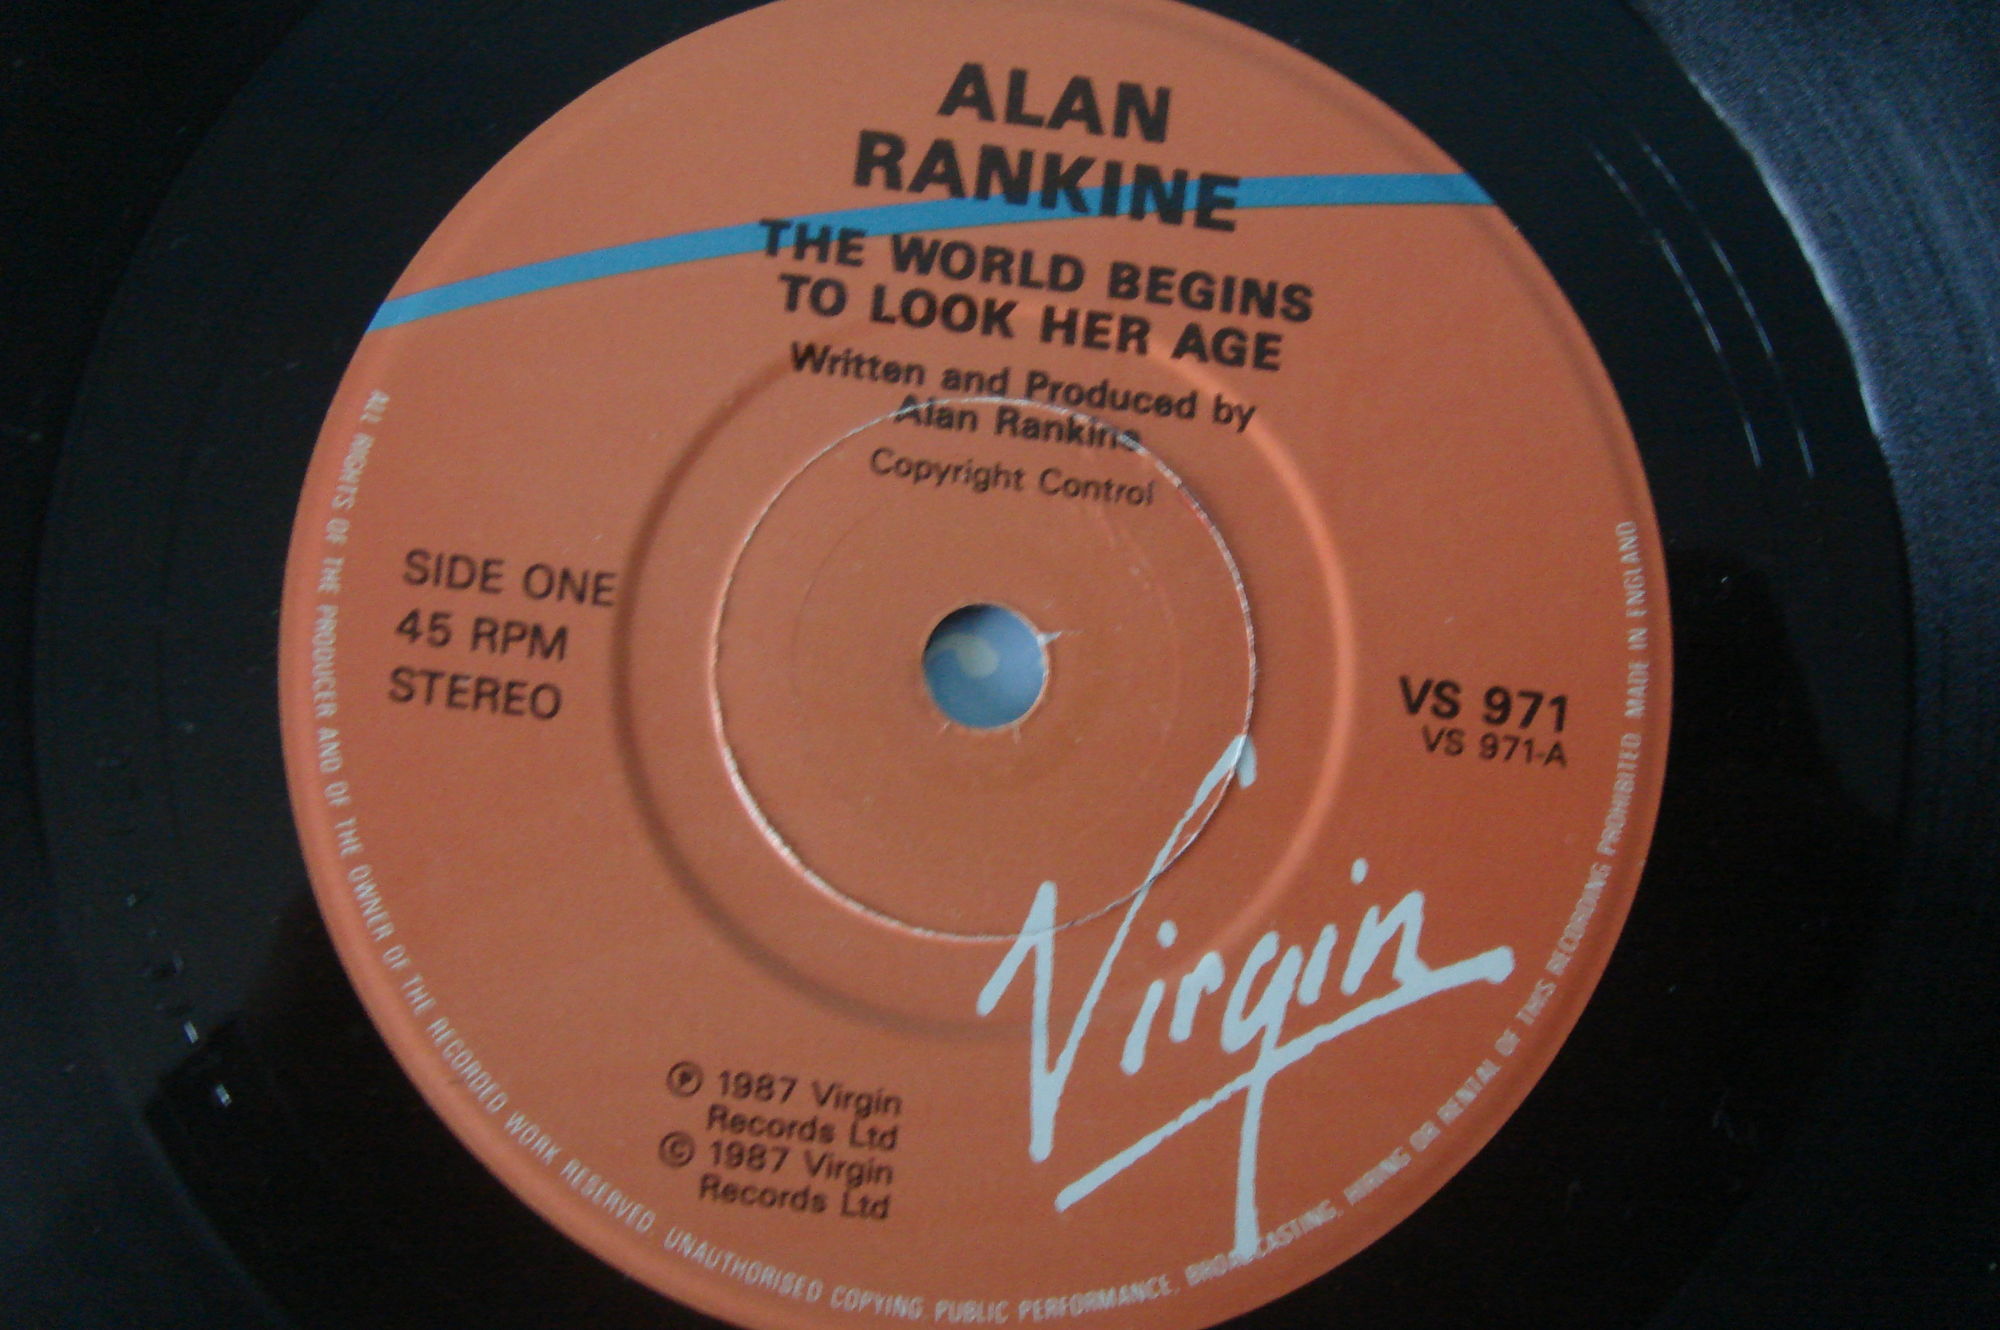 ALAN
RANKINE
THE WORLD BEGINS
TO LOOK HER AGE
Written and Produced by
Alan Rankine
Copyright Control
SIDE ONE
45 RPM
STEREO
VS 971
VS 971-A
Virgin
℗ 1987 Virgin
Records Ltd
© 1987 Virgin
Records Ltd
ALL RIGHTS OF THE PRODUCER AND OF THE OWNER OF THE RECORDED WORK RESERVED. UNAUTHORISED COPYING, PUBLIC PERFORMANCE, BROADCASTING, HIRING OR RENTAL OF THIS RECORDING PROHIBITED. MADE IN ENGLAND